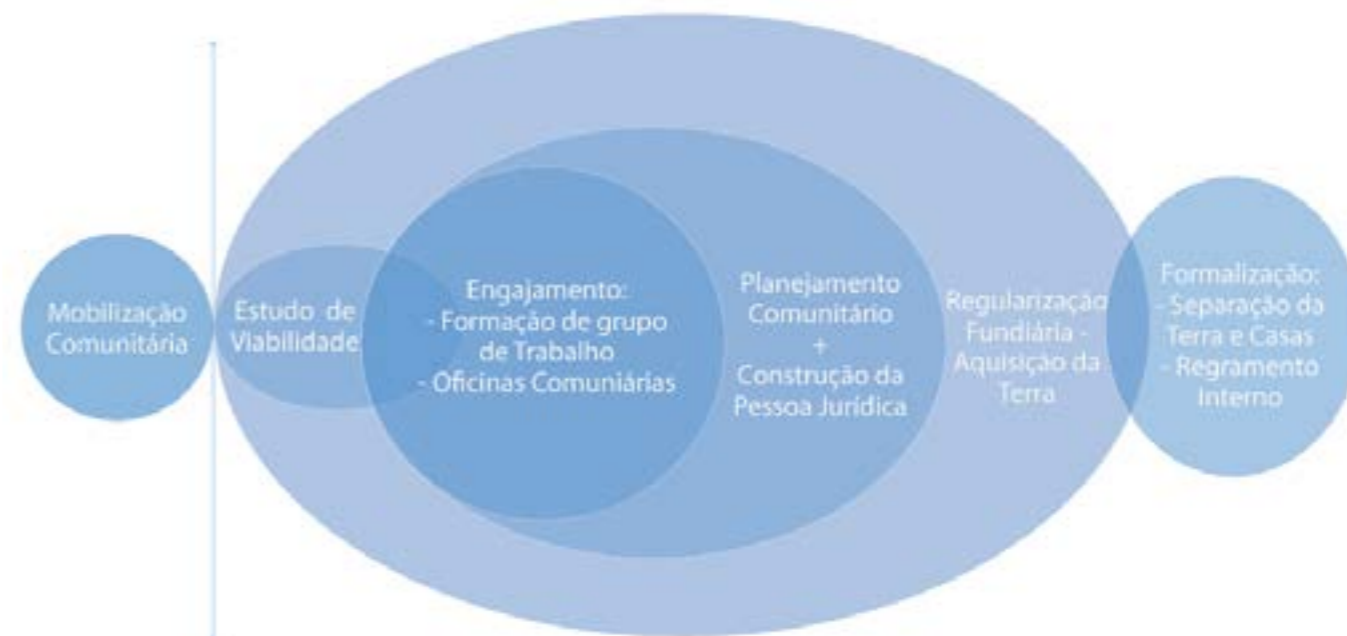 Mobilização
Comunitária
Estudo de
Viabilidade
Engajamento:
- Formação de grupo
de Trabalho
- Oficinas Comuniárias
Planejamento
Comunitário
+
Construção da
Pessoa Jurídica
Regularização
Fundiária -
Aquisição da
Terra
Formalização:
- Separação da
Terra e Casas
- Regramento
Interno